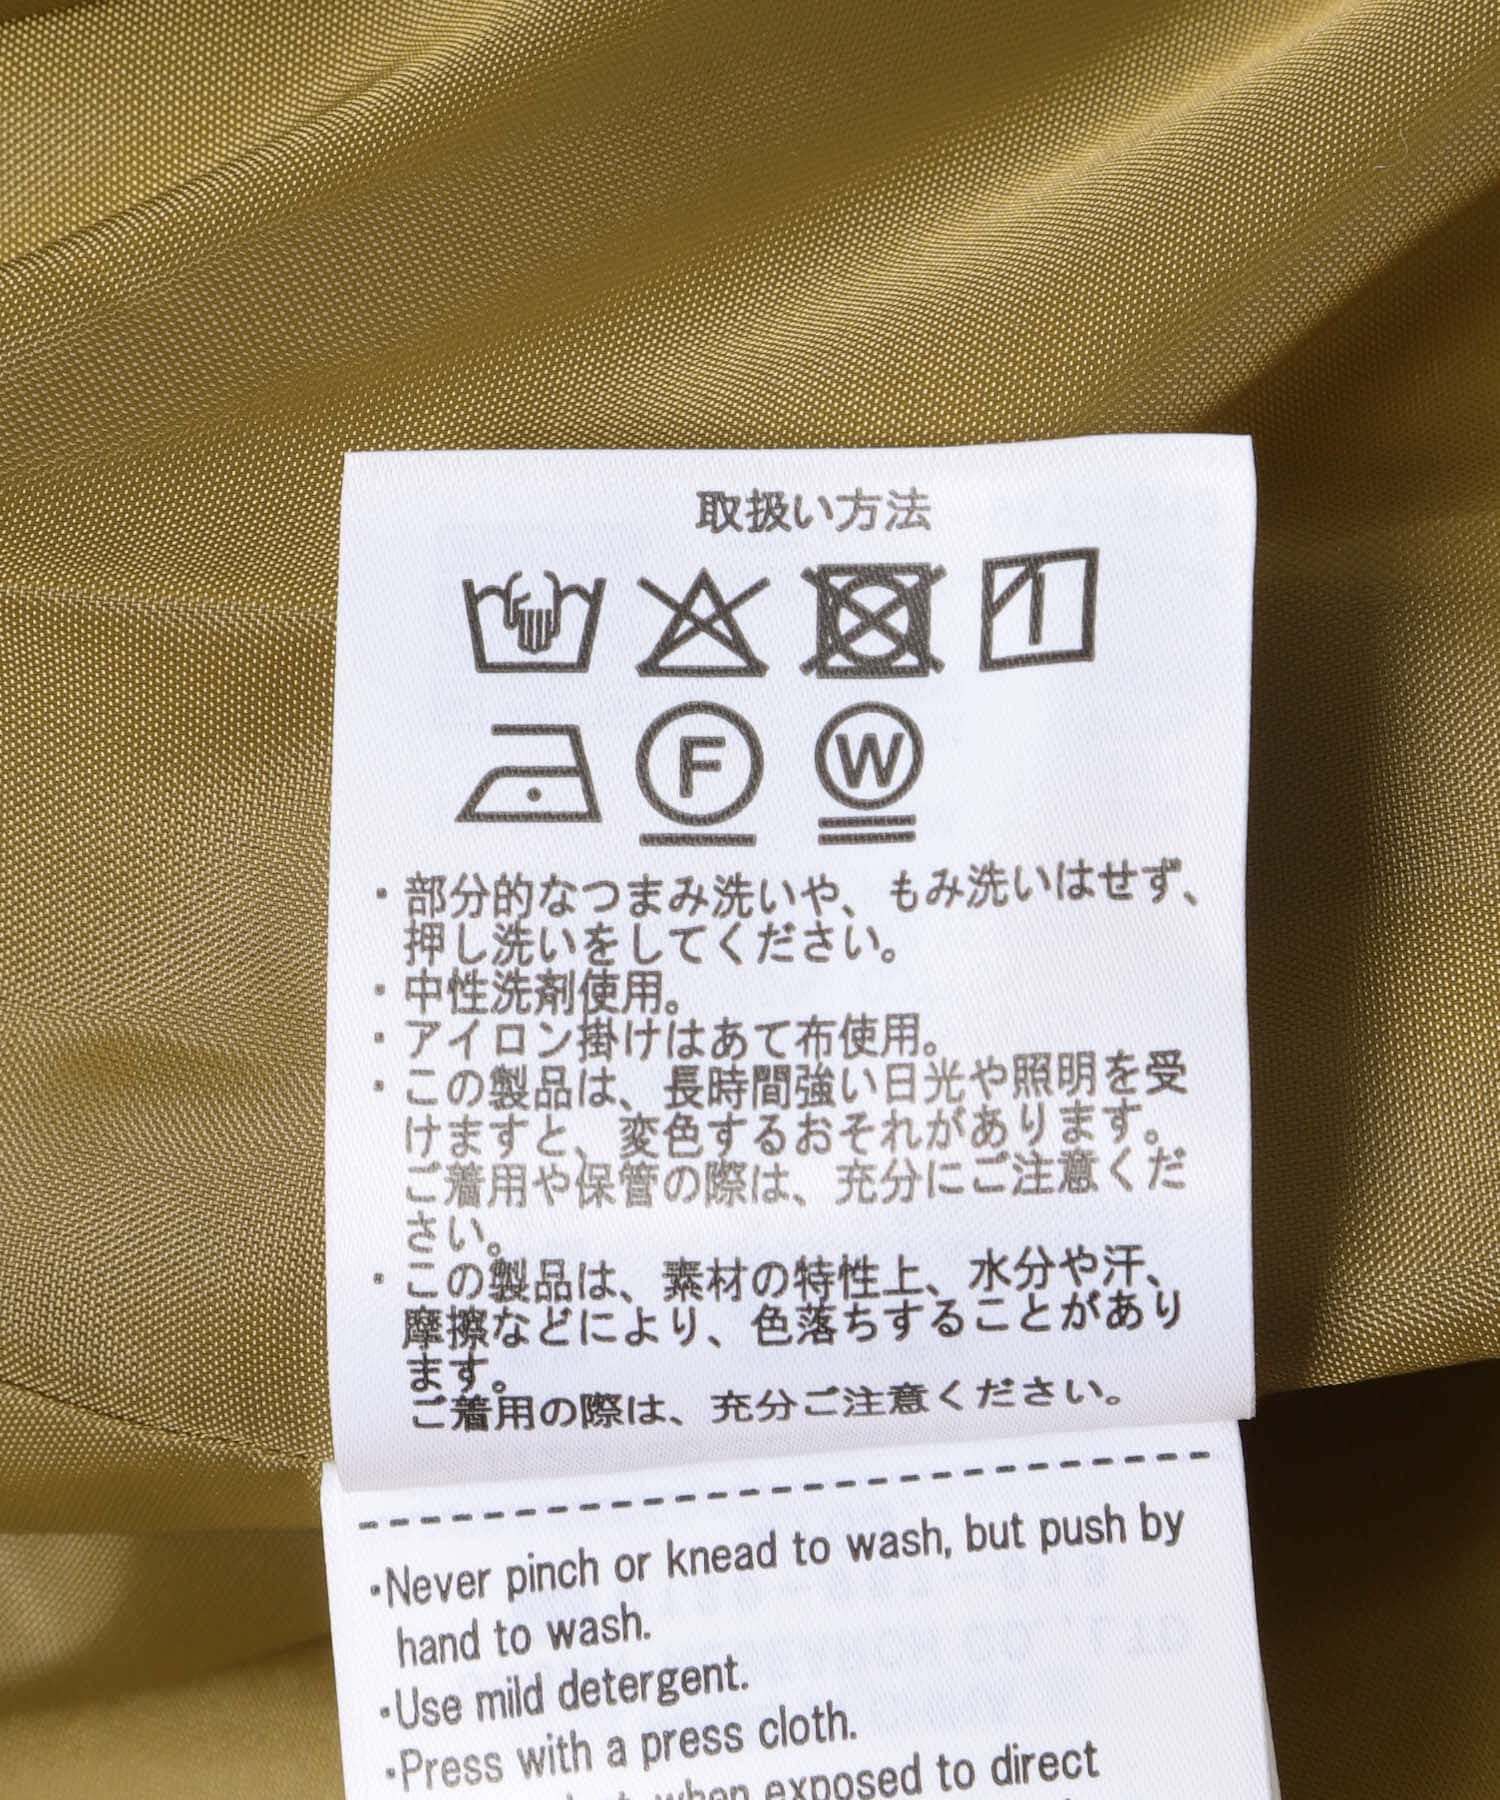 取扱い方法
F W
・部分的なつまみ洗いや、もみ洗いはせず、
押し洗いをしてください。
・中性洗剤使用。
・アイロン掛けはあて布使用。
・この製品は、長時間強い日光や照明を受
けますと、変色するおそれがあります。
ご着用や保管の際は、充分にご注意くだ
さい。
・この製品は、素材の特性上、水分や汗、
摩擦などにより、色落ちすることがあり
ます。
ご着用の際は、充分ご注意ください。
・Never pinch or knead to wash, but push by
hand to wash.
・Use mild detergent.
・Press with a press cloth.
when exposed to direct